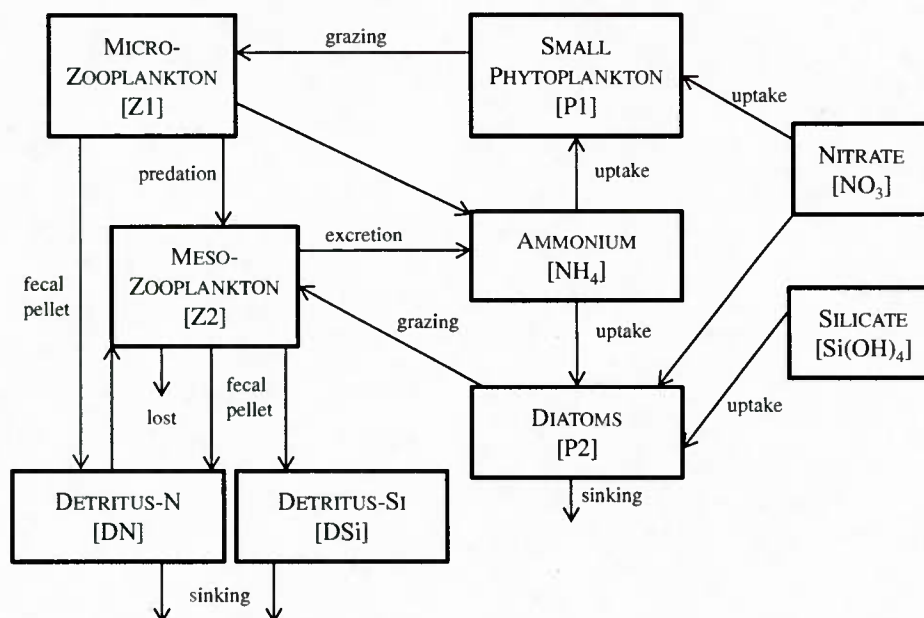 MICRO-
ZOOPLANKTON
[Z1]
grazing
SMALL
PHYTOPLANKTON
[P1]
uptake
NITRATE
[NO₃]
predation
uptake
MESO-
ZOOPLANKTON
[Z2]
excretion
AMMONIUM
[NH₄]
fecal
pellet
grazing
uptake
SILICATE
[Si(OH)₄]
lost
fecal
pellet
uptake
DIATOMS
[P2]
DETRITUS-N
[DN]
DETRITUS-SI
[DSi]
sinking
sinking